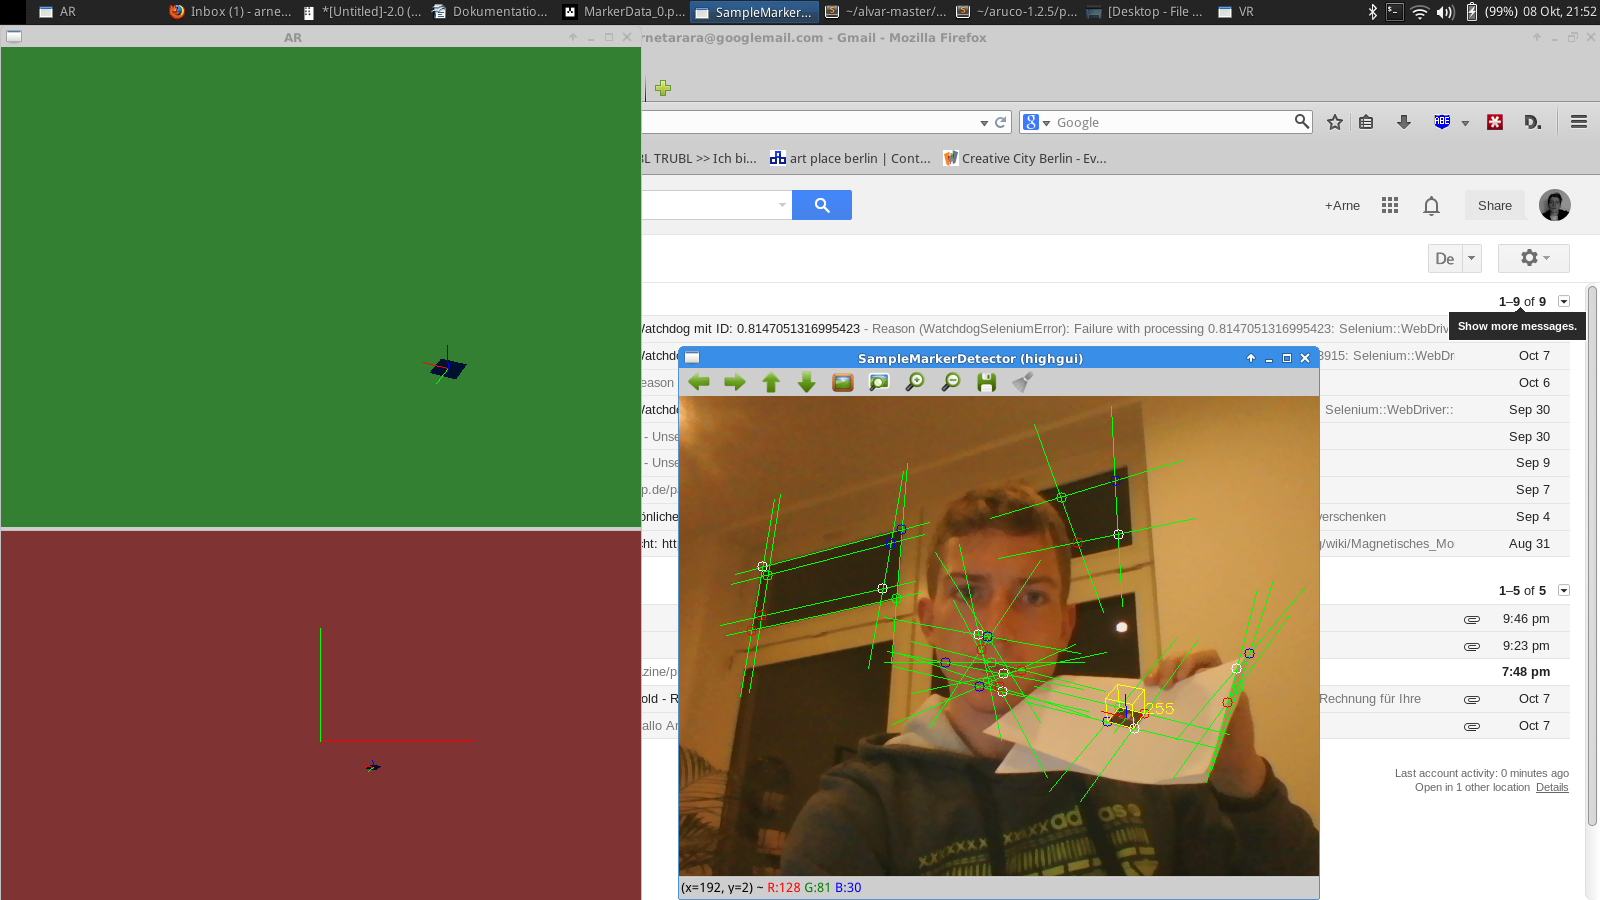 AR
Inbox (1) - arne...
*[Untitled]-2.0 (...
Dokumentatio...
MarkerData_0.p...
SampleMarker...
~/alvar-master/...
~/aruco-1.2.5/p...
[Desktop - File ...
VR
(99%) 08 Okt, 21:52
AR
rnetarara@googlemail.com - Gmail - Mozilla Firefox
Google
ABE
D.
L TRUBL >> Ich bi...
art place berlin | Cont...
Creative City Berlin - Ev...
+Arne
Share
De
1–9 of 9
Show more messages.
Watchdog mit ID: 0.8147051316995423 - Reason (WatchdogSeleniumError): Failure with processing 0.8147051316995423: Selenium::WebDriv
3915: Selenium::WebDr
Oct 7
eason
Oct 6
Selenium::WebDriver::
Sep 30
- Unse
Sep 30
- Unse
Sep 9
p.de/p
Sep 7
önliche
verschenken
Sep 4
cht: htt
g/wiki/Magnetisches_Mo
Aug 31
1–5 of 5
9:46 pm
9:23 pm
azine/p
7:48 pm
old - R
Rechnung für Ihre
Oct 7
allo Ar
Oct 7
Last account activity: 0 minutes ago
Open in 1 other location Details
SampleMarkerDetector (highgui)
255
adidas
(x=192, y=2) ~ R:128 G:81 B:30